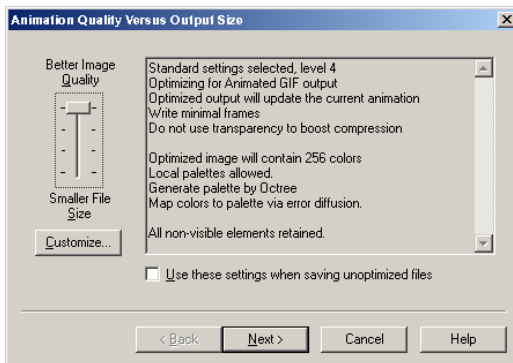 Animation Quality Versus Output Size
Better Image
Quality
Smaller File
Size
Customize...
Standard settings selected, level 4
Optimizing for Animated GIF output
Optimized output will update the current animation
Write minimal frames
Do not use transparency to boost compression
Optimized image will contain 256 colors
Local palettes allowed.
Generate palette by Octree
Map colors to palette via error diffusion.
All non-visible elements retained.
Use these settings when saving unoptimized files
< Back
Next >
Cancel
Help